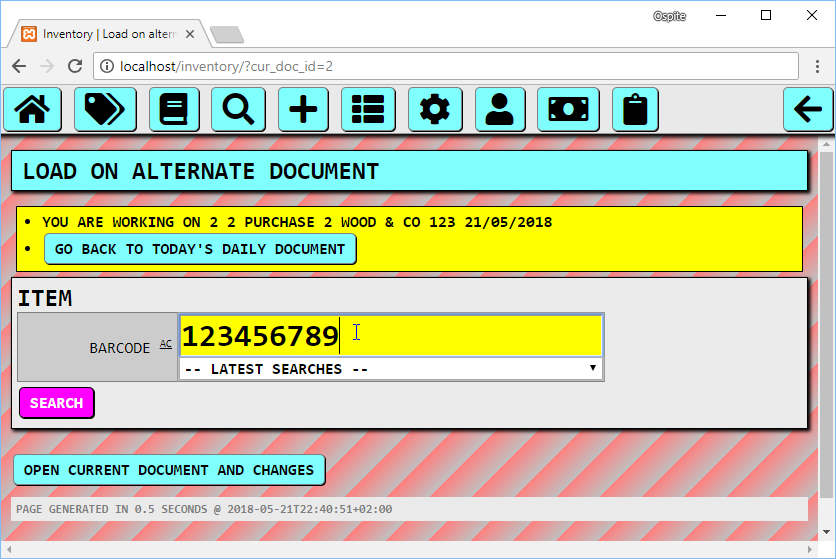 Ospite
Inventory | Load on altern
localhost/inventory/?cur_doc_id=2
LOAD ON ALTERNATE DOCUMENT
• YOU ARE WORKING ON 2 2 PURCHASE 2 WOOD & CO 123 21/05/2018
• GO BACK TO TODAY'S DAILY DOCUMENT
ITEM
BARCODE AC 123456789
-- LATEST SEARCHES --
SEARCH
OPEN CURRENT DOCUMENT AND CHANGES
PAGE GENERATED IN 0.5 SECONDS @ 2018-05-21T22:40:51+02:00